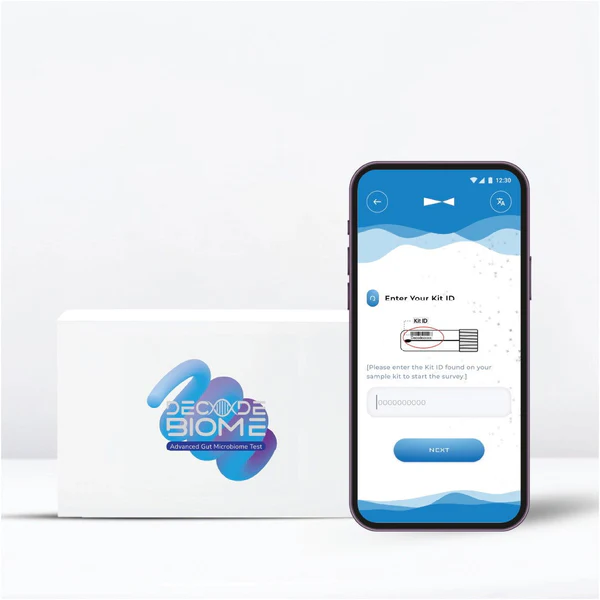 DECODE
BIOME
Advanced Gut Microbiome Test
12:30
Enter Your Kit ID
Kit ID
[Please enter the Kit ID found on your
sample kit to start the survey.]
0000000000
NEXT